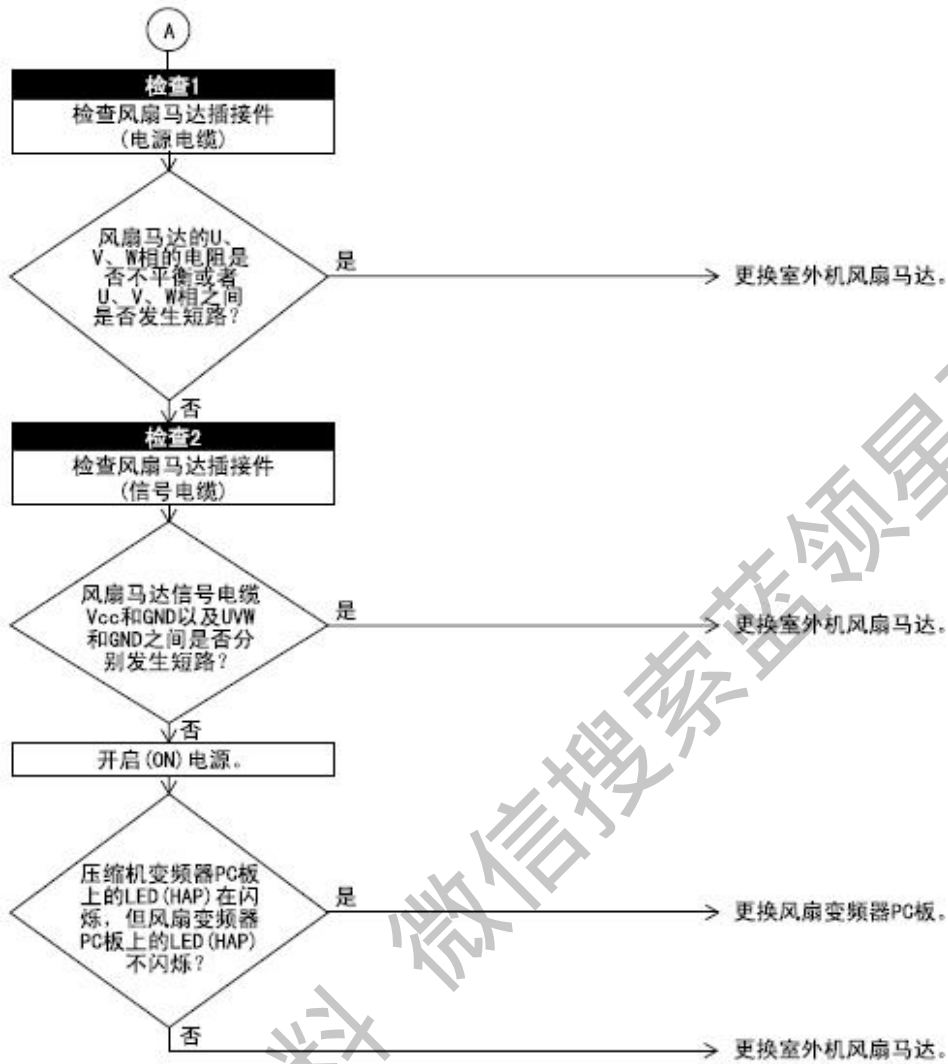 A
检查1
检查风扇马达插接件
(电源电缆)
风扇马达的U、
V、W相的电阻是
否不平衡或者
U、V、W相之间
是否发生短路？
是
更换室外机风扇马达。
否
检查2
检查风扇马达插接件
(信号电缆)
风扇马达信号电缆
Vcc和GND以及UVW
和GND之间是否分
别发生短路？
是
更换室外机风扇马达。
否
开启(ON)电源。
压缩机变频器PC板
上的LED(HAP)在闪
烁，但风扇变频器
PC板上的LED(HAP)
不闪烁？
是
更换风扇变频器PC板。
否
更换室外机风扇马达。
料 微信搜索蓝领星